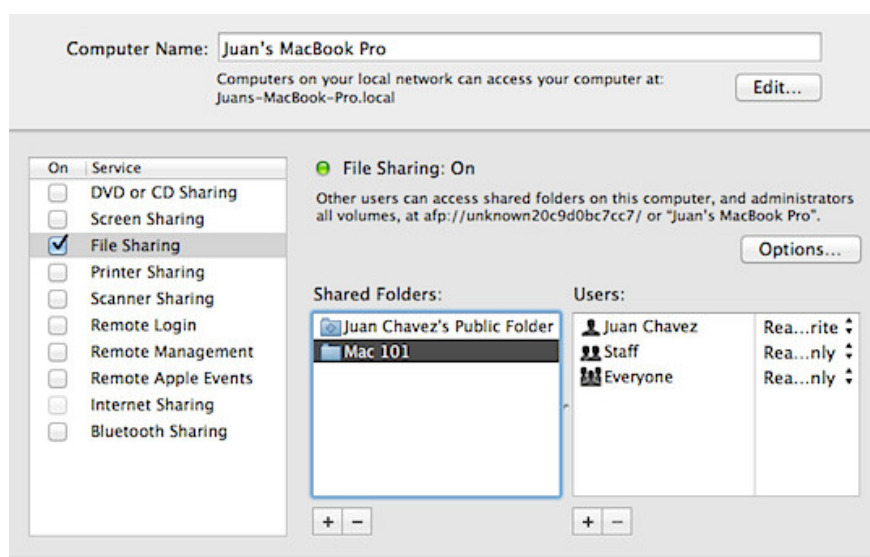 Computer Name: Juan's MacBook Pro
Computers on your local network can access your computer at:
Juans-MacBook-Pro.local
Edit...
On Service
DVD or CD Sharing
Screen Sharing
File Sharing
Printer Sharing
Scanner Sharing
Remote Login
Remote Management
Remote Apple Events
Internet Sharing
Bluetooth Sharing
File Sharing: On
Other users can access shared folders on this computer, and administrators
all volumes, at afp://unknown20c9d0bc7cc7/ or “Juan's MacBook Pro”.
Options...
Shared Folders:
Juan Chavez's Public Folder
Mac 101
+ −
Users:
Juan Chavez Rea...rite
Staff Rea...nly
Everyone Rea...nly
+ −